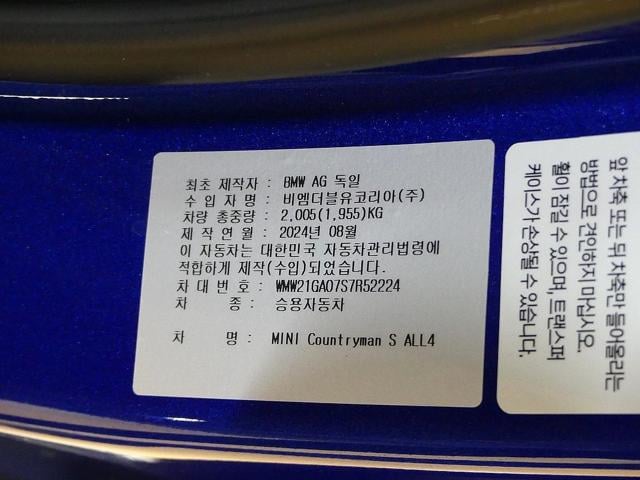 최초 제작자 : BMW AG 독일
수 입 자 명 : 비엠더블유코리아(주)
차량 총중량 : 2,005(1,955)KG
제 작 연 월 : 2024년 08월
이 자동차는 대한민국 자동차관리법령에
적합하게 제작(수입)되었습니다.
차 대 번 호 : WMW21GA07S7R52224
차 종 : 승용자동차
차 명 : MINI Countryman S ALL4
앞 차축 또는 뒤 차축만 들어올리는
방법으로 견인하지 마십시오.
휠이 잠길 수 있으며, 트랜스퍼
케이스가 손상될 수 있습니다.